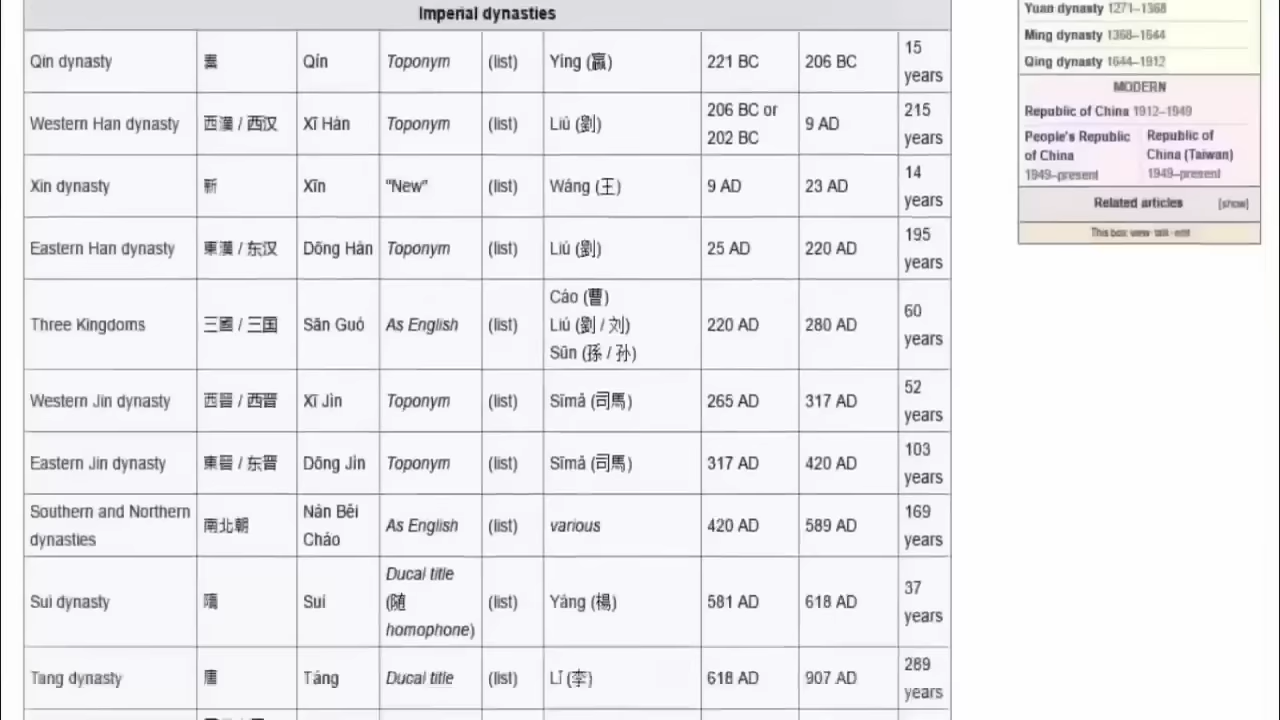 Imperial dynasties
Qin dynasty 秦 Qín Toponym (list) Yíng (嬴) 221 BC 206 BC 15 years
Western Han dynasty 西漢 / 西汉 Xī Hàn Toponym (list) Liú (劉) 206 BC or 202 BC 9 AD 215 years
Xin dynasty 新 Xīn "New" (list) Wáng (王) 9 AD 23 AD 14 years
Eastern Han dynasty 東漢 / 东汉 Dōng Hàn Toponym (list) Liú (劉) 25 AD 220 AD 195 years
Three Kingdoms 三國 / 三国 Sān Guó As English (list) Cáo (曹) Liú (劉 / 刘) Sūn (孫 / 孙) 220 AD 280 AD 60 years
Western Jin dynasty 西晉 / 西晋 Xī Jìn Toponym (list) Sīmǎ (司馬) 265 AD 317 AD 52 years
Eastern Jin dynasty 東晉 / 东晋 Dōng Jìn Toponym (list) Sīmǎ (司馬) 317 AD 420 AD 103 years
Southern and Northern dynasties 南北朝 Nán Běi Cháo As English (list) various 420 AD 589 AD 169 years
Sui dynasty 隋 Suí Ducal title (随 homophone) (list) Yáng (楊) 581 AD 618 AD 37 years
Tang dynasty 唐 Táng Ducal title (list) Lǐ (李) 618 AD 907 AD 289 years
Yuan dynasty 1271–1368
Ming dynasty 1368–1644
Qing dynasty 1644–1912
MODERN
Republic of China 1912–1949
People's Republic of China 1949–present
Republic of China (Taiwan) 1949–present
Related articles [show]
This box: view · talk · edit